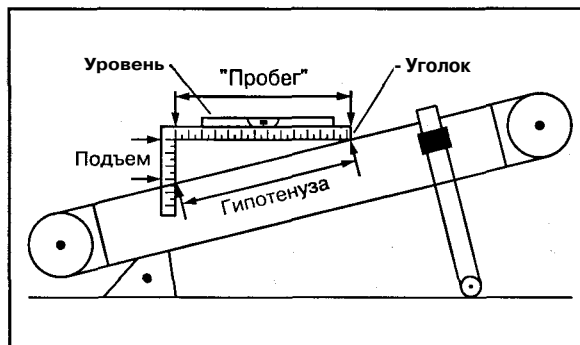 Уровень
"Пробег"
- Уголок
Подъем
Гипотенуза